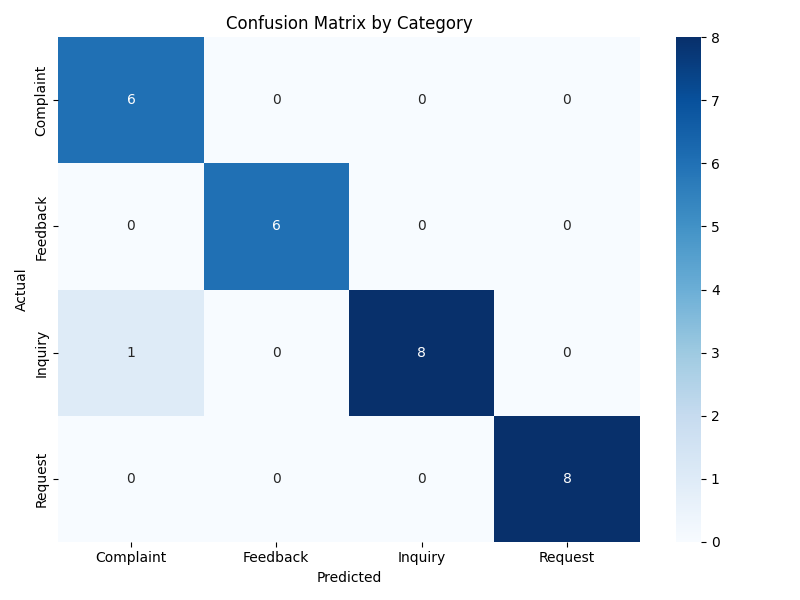 Confusion Matrix by Category
Actual
Complaint 6 0 0 0
Feedback 0 6 0 0
Inquiry 1 0 8 0
Request 0 0 0 8
Complaint Feedback Inquiry Request
Predicted
8
7
6
5
4
3
2
1
0